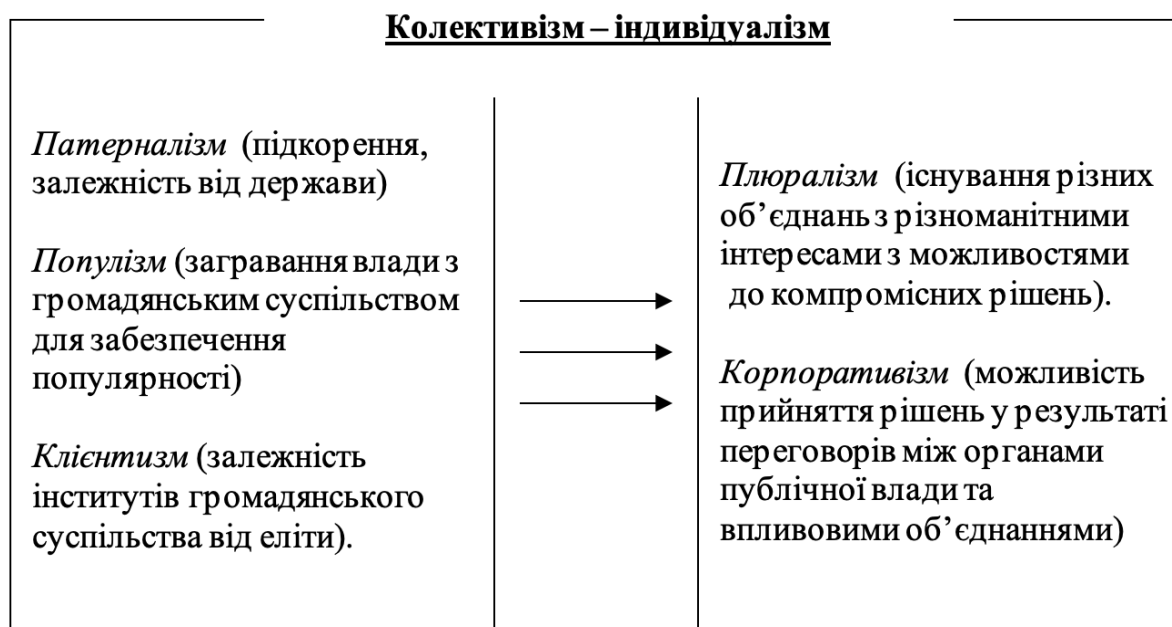 Колективізм – індивідуалізм
Патерналізм (підкорення,
залежність від держави)
Популізм (загравання влади з
громадянським суспільством
для забезпечення
популярності)
Клієнтизм (залежність
інститутів громадянського
суспільства від еліти).
Плюралізм (існування різних
об’єднань з різноманітними
інтересами з можливостями
до компромісних рішень).
Корпоративізм (можливість
прийняття рішень у результаті
переговорів між органами
публічної влади та
впливовими об’єднаннями)